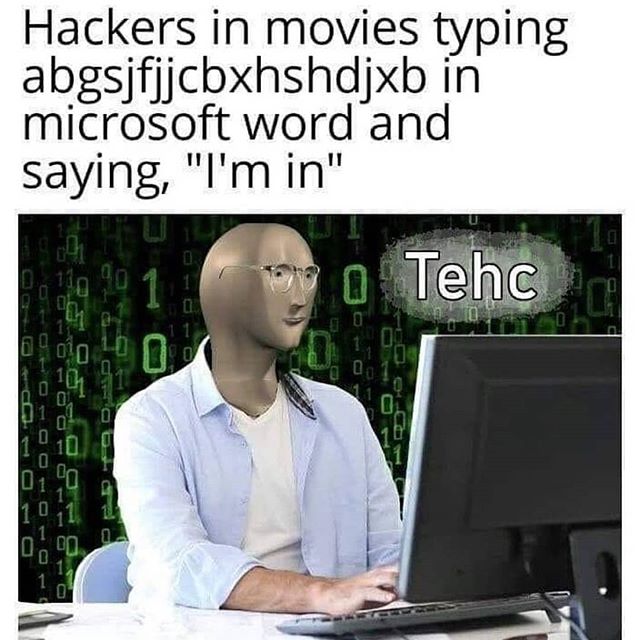 Hackers in movies typing
abgsjfjjcbxhshdjxb in
microsoft word and
saying, "I'm in"
Tehc